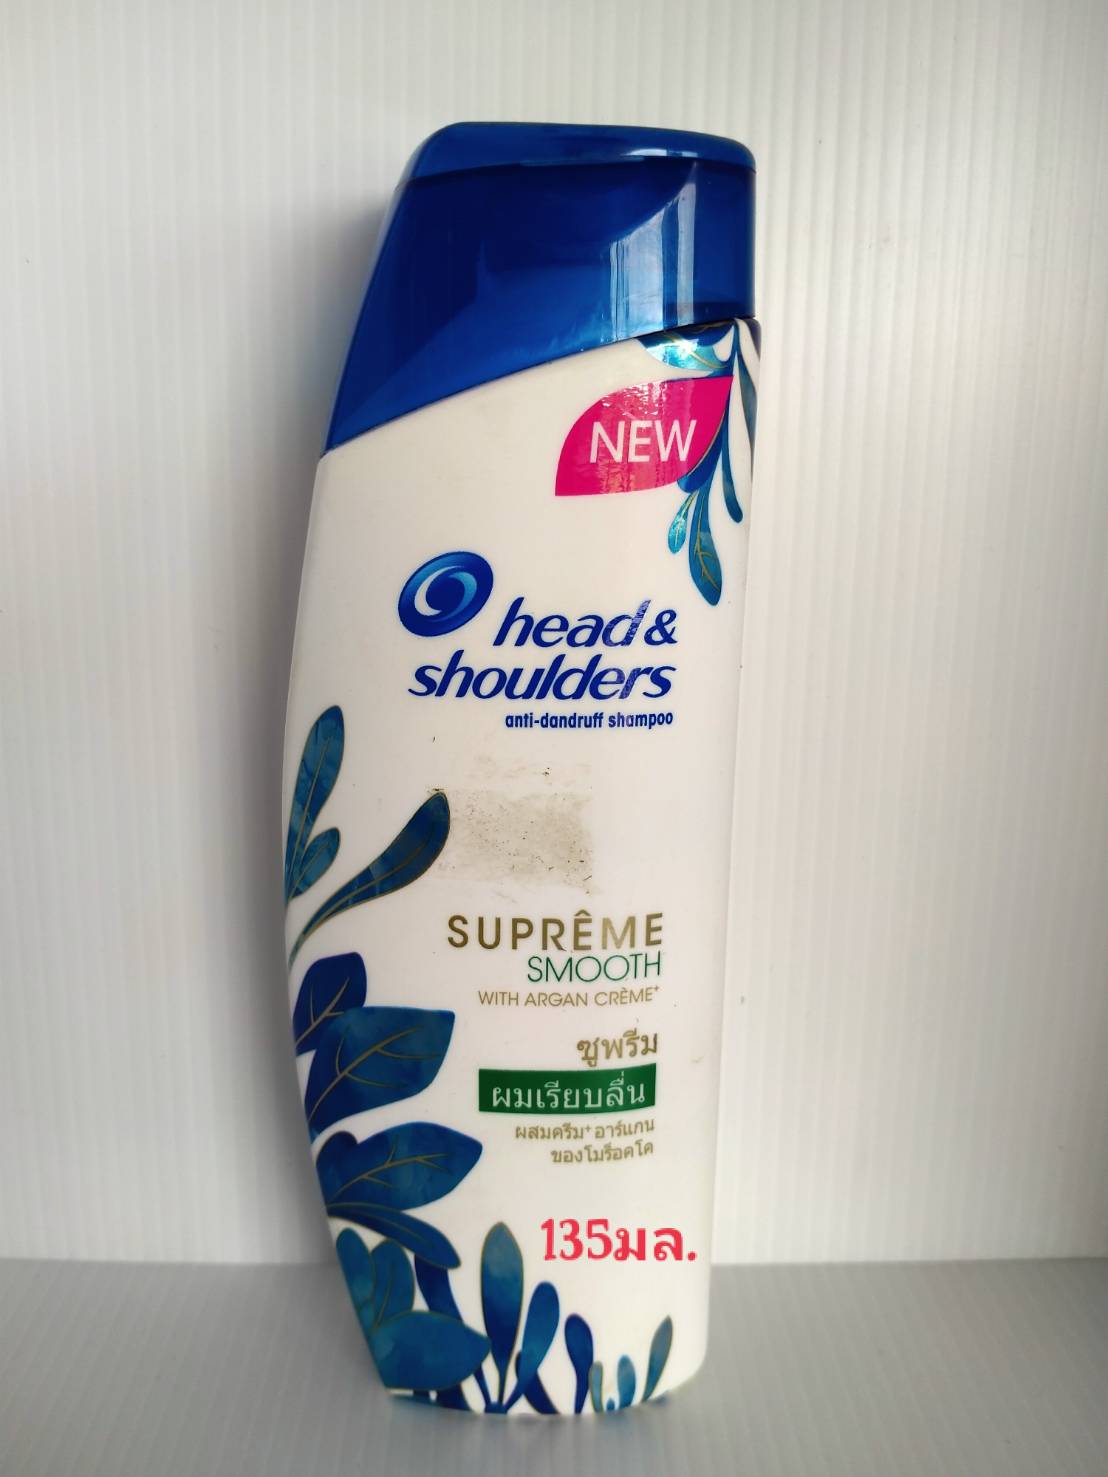 NEW
head &
shoulders
anti-dandruff shampoo
SUPRÊME
SMOOTH
WITH ARGAN CRÈME+
ซูพรีม
ผมเรียบลื่น
ผสมครีม+ อาร์แกน
ของโมร็อคโค
135มล.